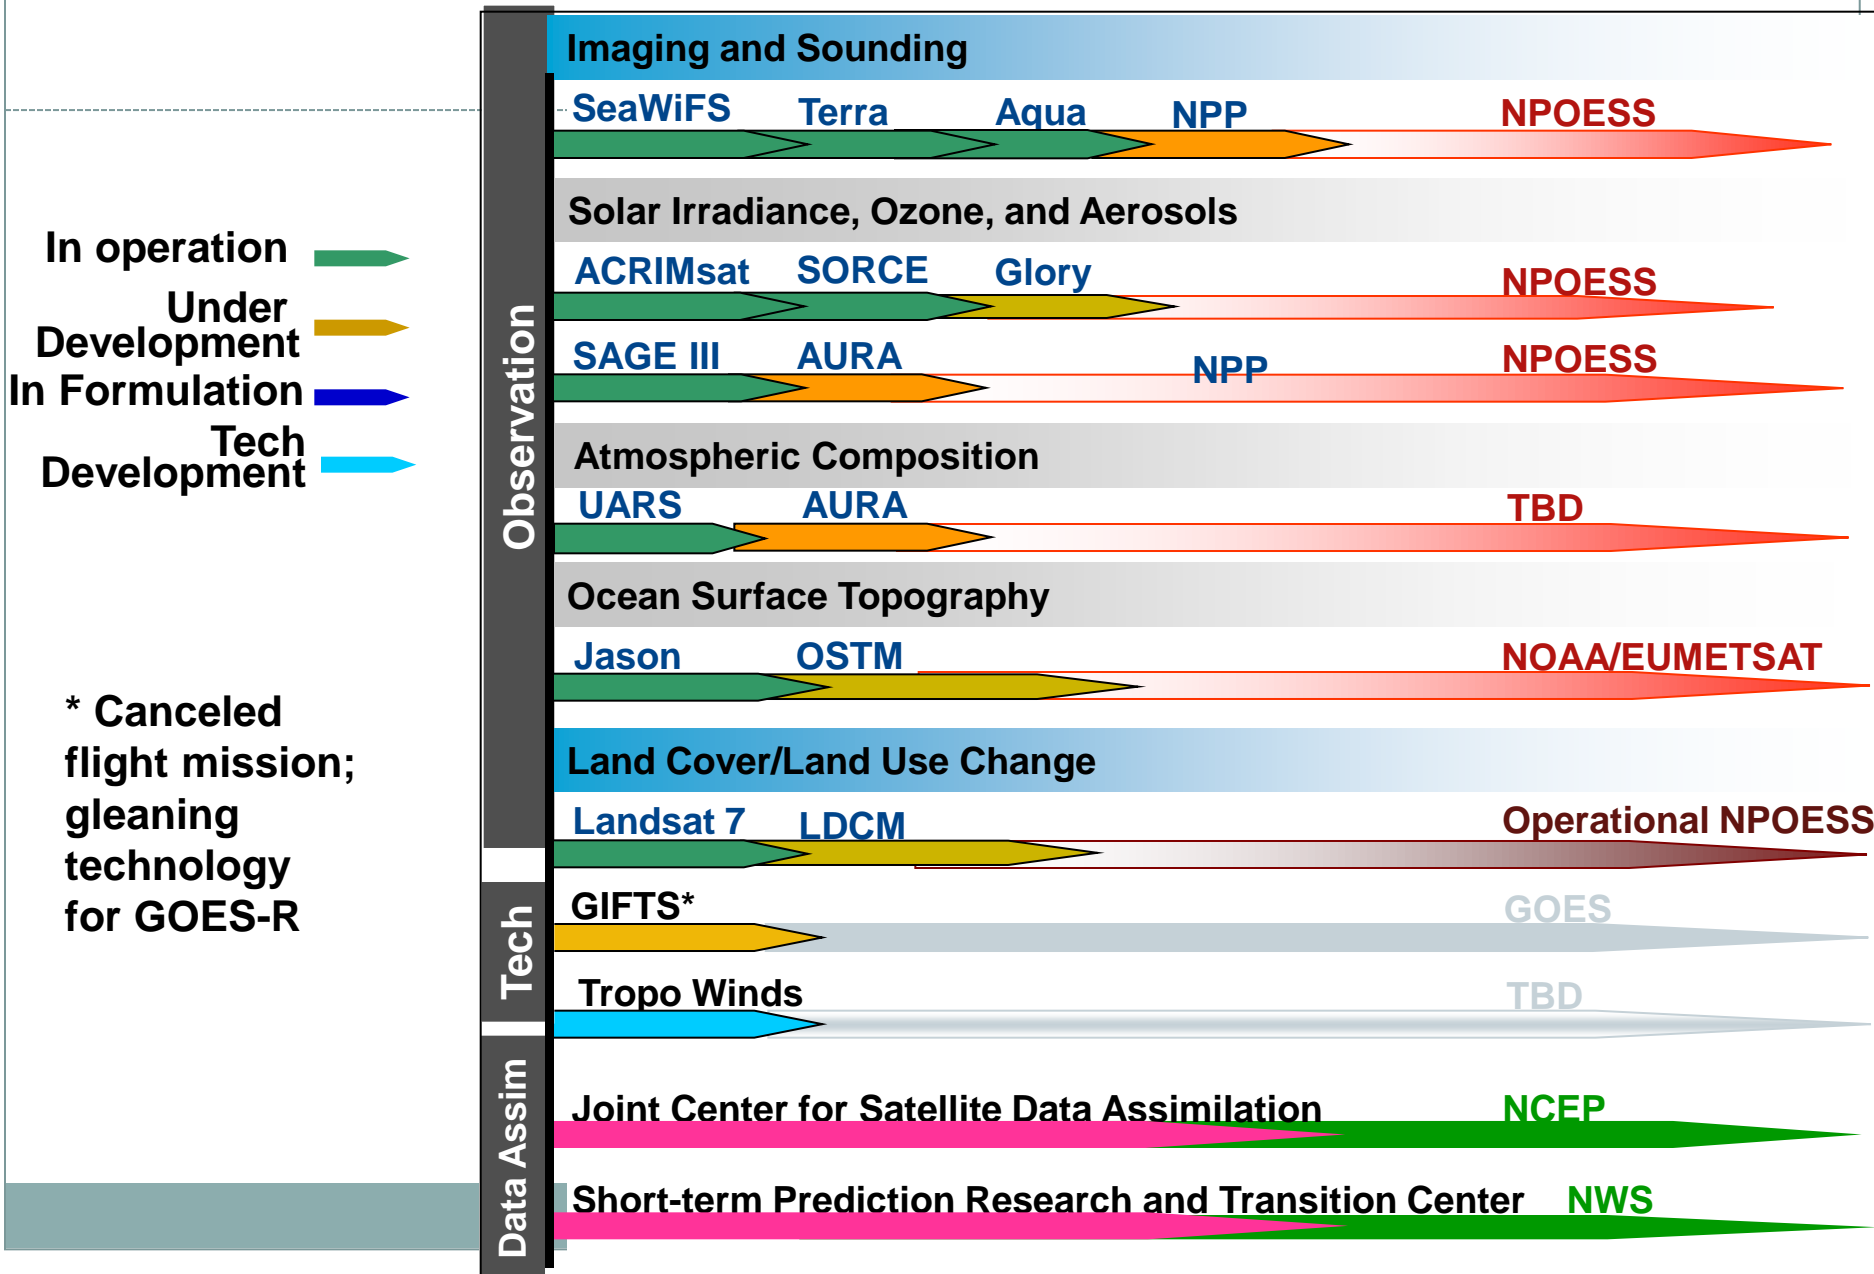 Imaging and Sounding
SeaWiFS Terra Aqua NPP NPOESS
Solar Irradiance, Ozone, and Aerosols
ACRIMsat SORCE Glory NPOESS
SAGE III AURA NPP NPOESS
Atmospheric Composition
UARS AURA TBD
Ocean Surface Topography
Jason OSTM NOAA/EUMETSAT
Land Cover/Land Use Change
Landsat 7 LDCM Operational NPOESS
GIFTS* GOES
Tropo Winds TBD
Joint Center for Satellite Data Assimilation NCEP
Short-term Prediction Research and Transition Center NWS
Observation
Tech
Data Assim
In operation
Under
Development
In Formulation
Tech
Development
* Canceled
flight mission;
gleaning
technology
for GOES-R